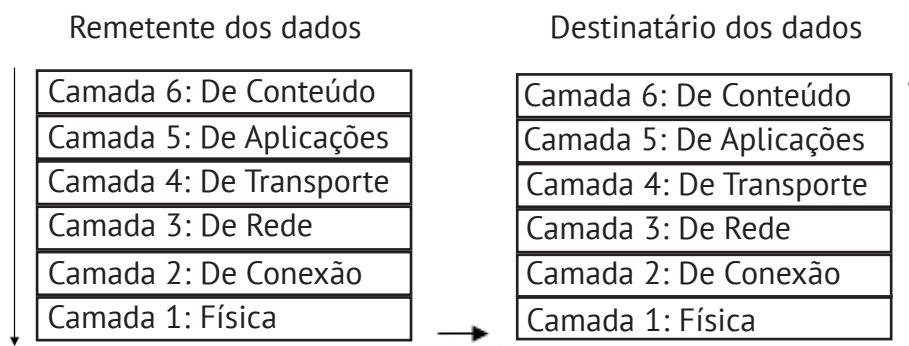 Remetente dos dados
Camada 6: De Conteúdo
Camada 5: De Aplicações
Camada 4: De Transporte
Camada 3: De Rede
Camada 2: De Conexão
Camada 1: Física
Destinatário dos dados
Camada 6: De Conteúdo
Camada 5: De Aplicações
Camada 4: De Transporte
Camada 3: De Rede
Camada 2: De Conexão
Camada 1: Física